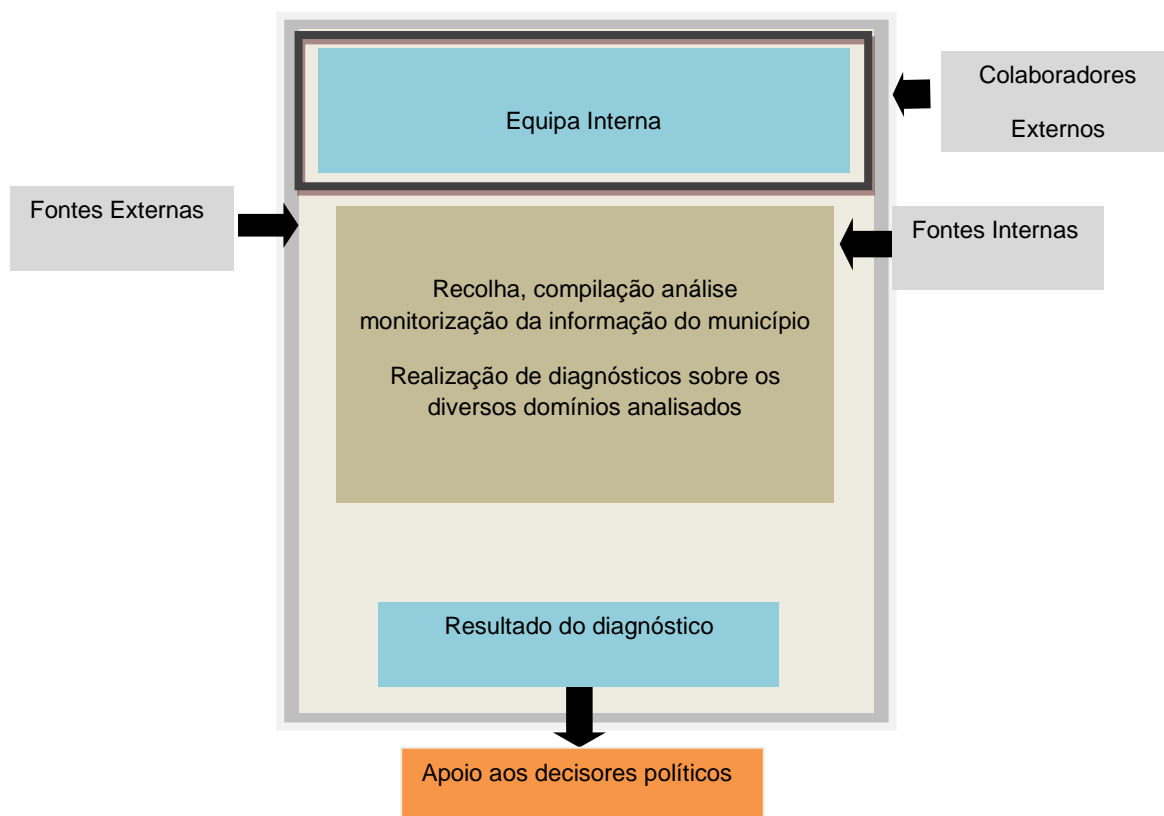 Equipa Interna
Colaboradores
Externos
Fontes Externas
Fontes Internas
Recolha, compilação análise
monitorização da informação do município
Realização de diagnósticos sobre os
diversos domínios analisados
Resultado do diagnóstico
Apoio aos decisores políticos